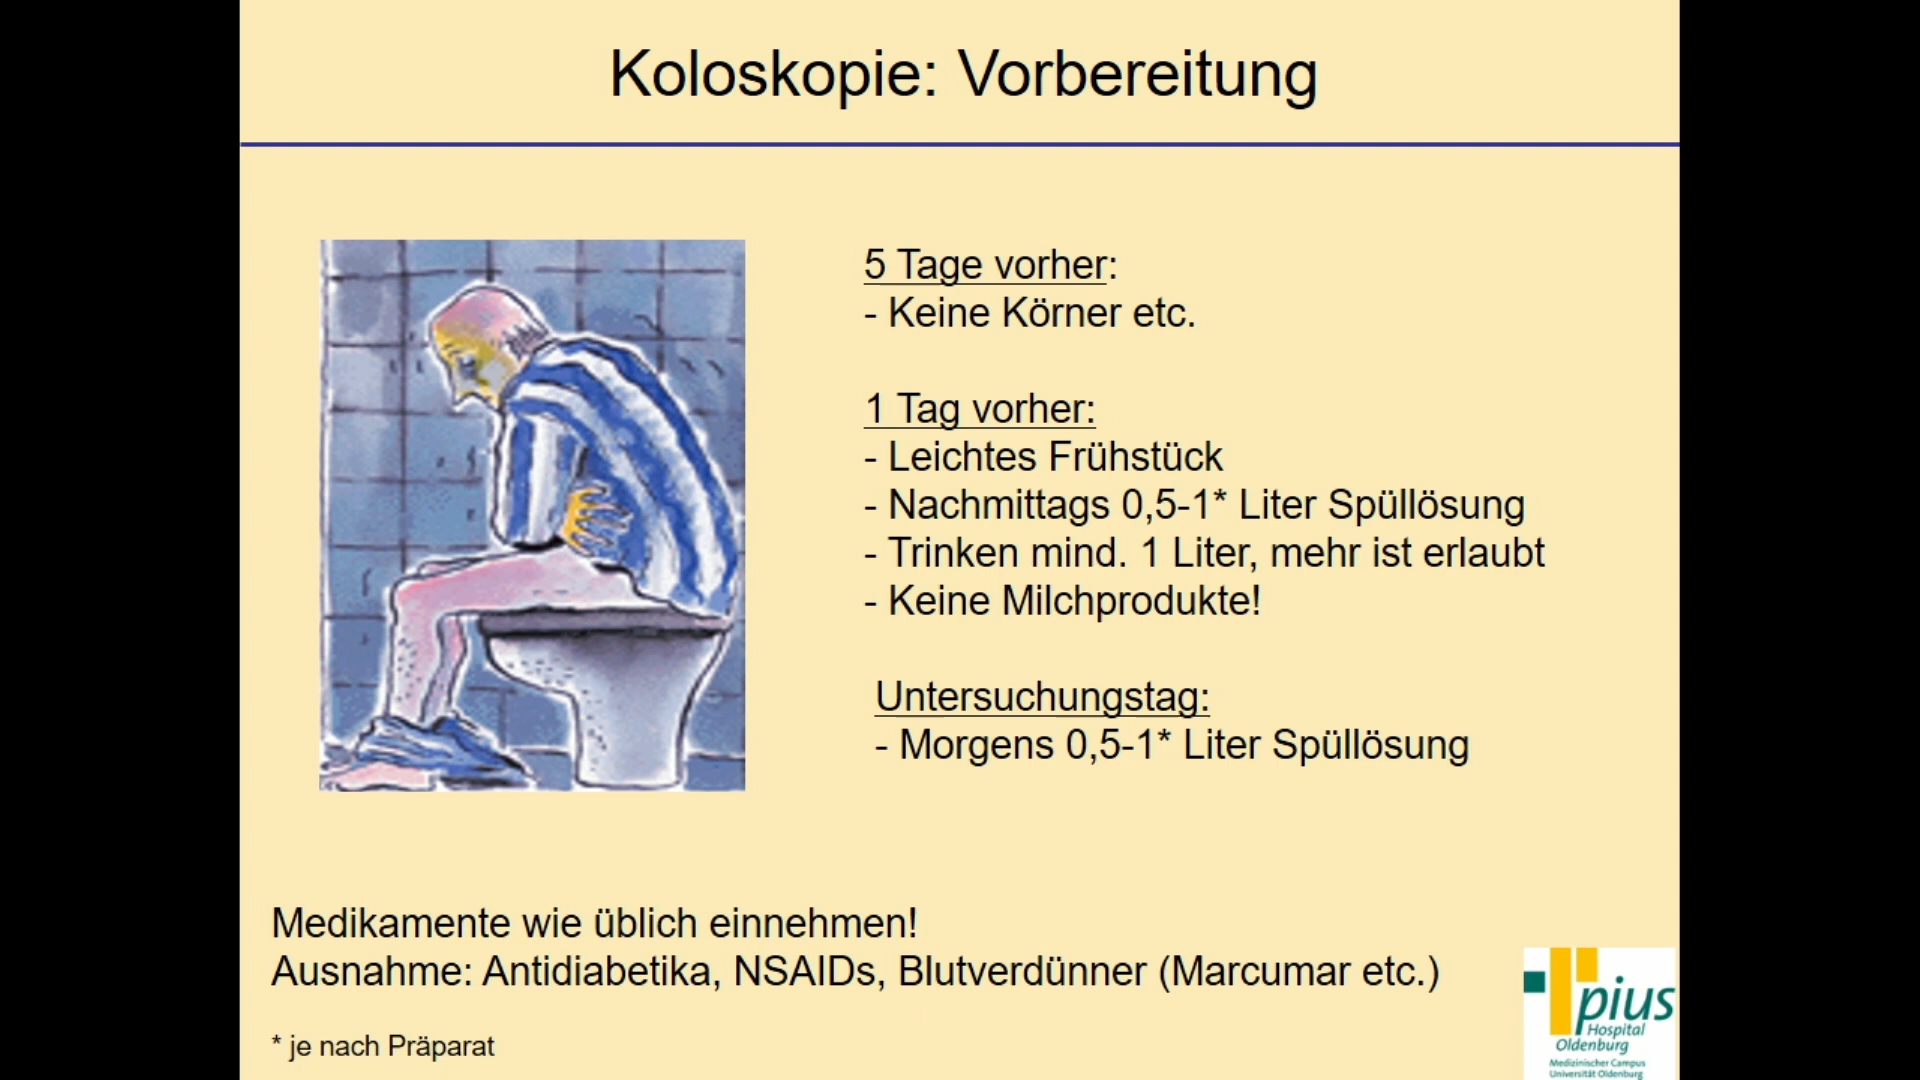 Koloskopie: Vorbereitung
5 Tage vorher:
- Keine Körner etc.
1 Tag vorher:
- Leichtes Frühstück
- Nachmittags 0,5-1* Liter Spüllösung
- Trinken mind. 1 Liter, mehr ist erlaubt
- Keine Milchprodukte!
Untersuchungstag:
- Morgens 0,5-1* Liter Spüllösung
Medikamente wie üblich einnehmen!
Ausnahme: Antidiabetika, NSAIDs, Blutverdünner (Marcumar etc.)
* je nach Präparat
pius
Hospital
Oldenburg
Medizinischer Campus
Universität Oldenburg